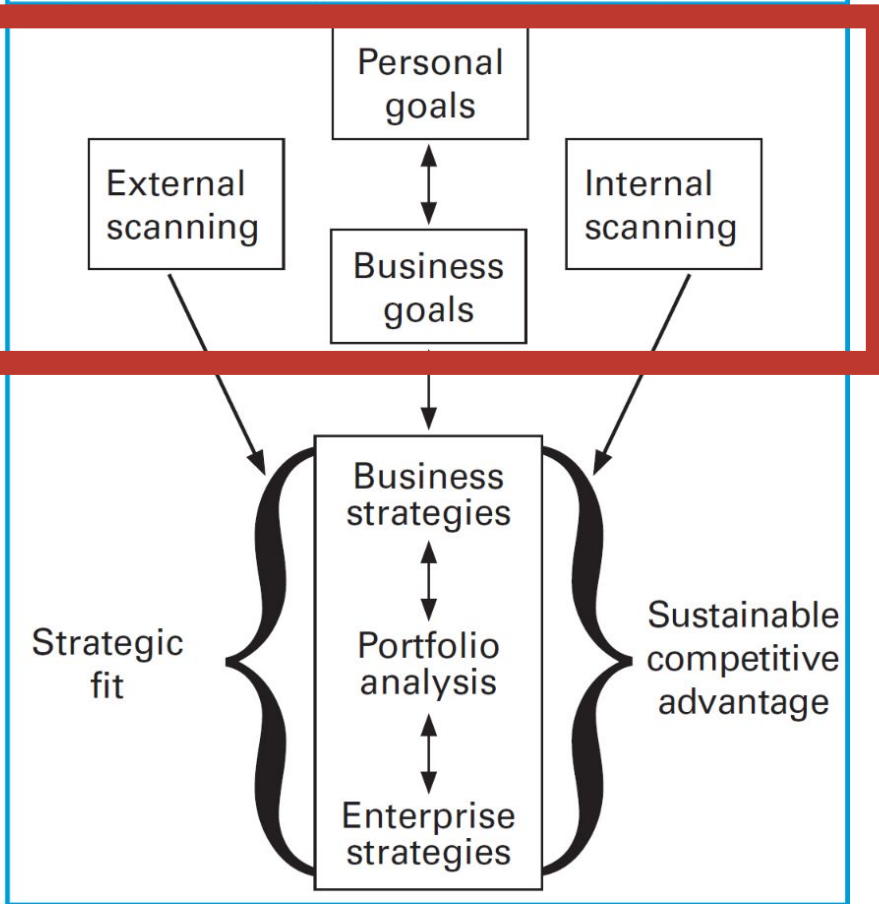 Personal
goals
External
scanning
Internal
scanning
Business
goals
Business
strategies
Strategic
fit
Portfolio
analysis
Sustainable
competitive
advantage
Enterprise
strategies